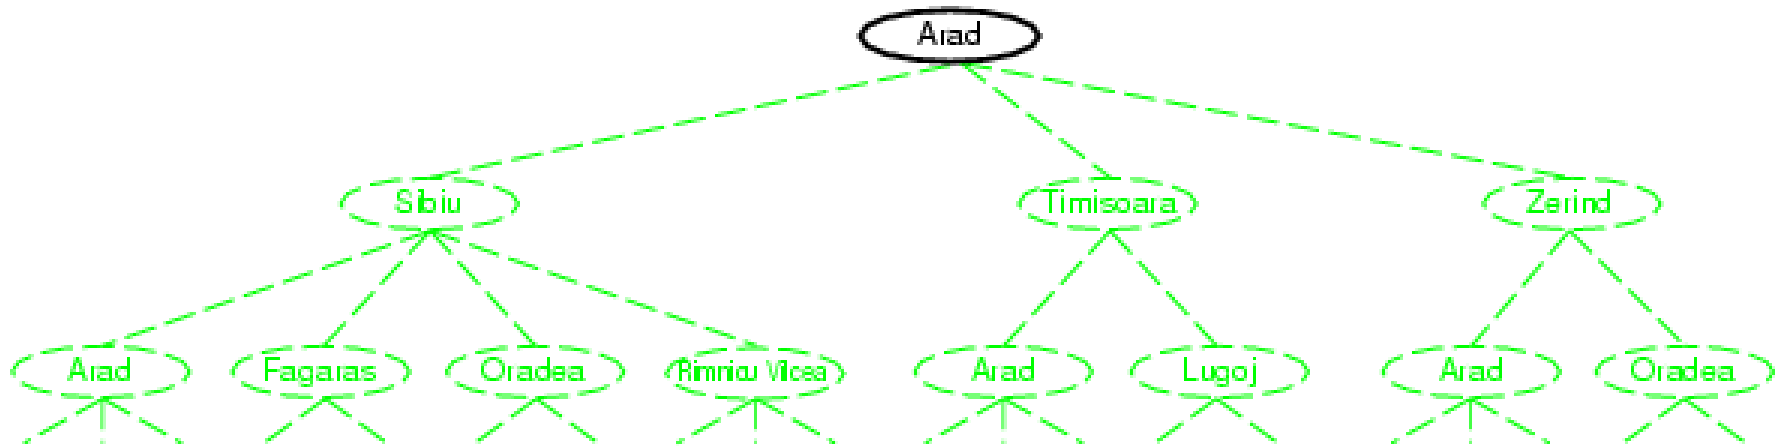 Arad
Sibiu
Timisoara
Zerind
Arad
Fagaras
Oradea
Rimnicu Vilcea
Arad
Lugoj
Arad
Oradea